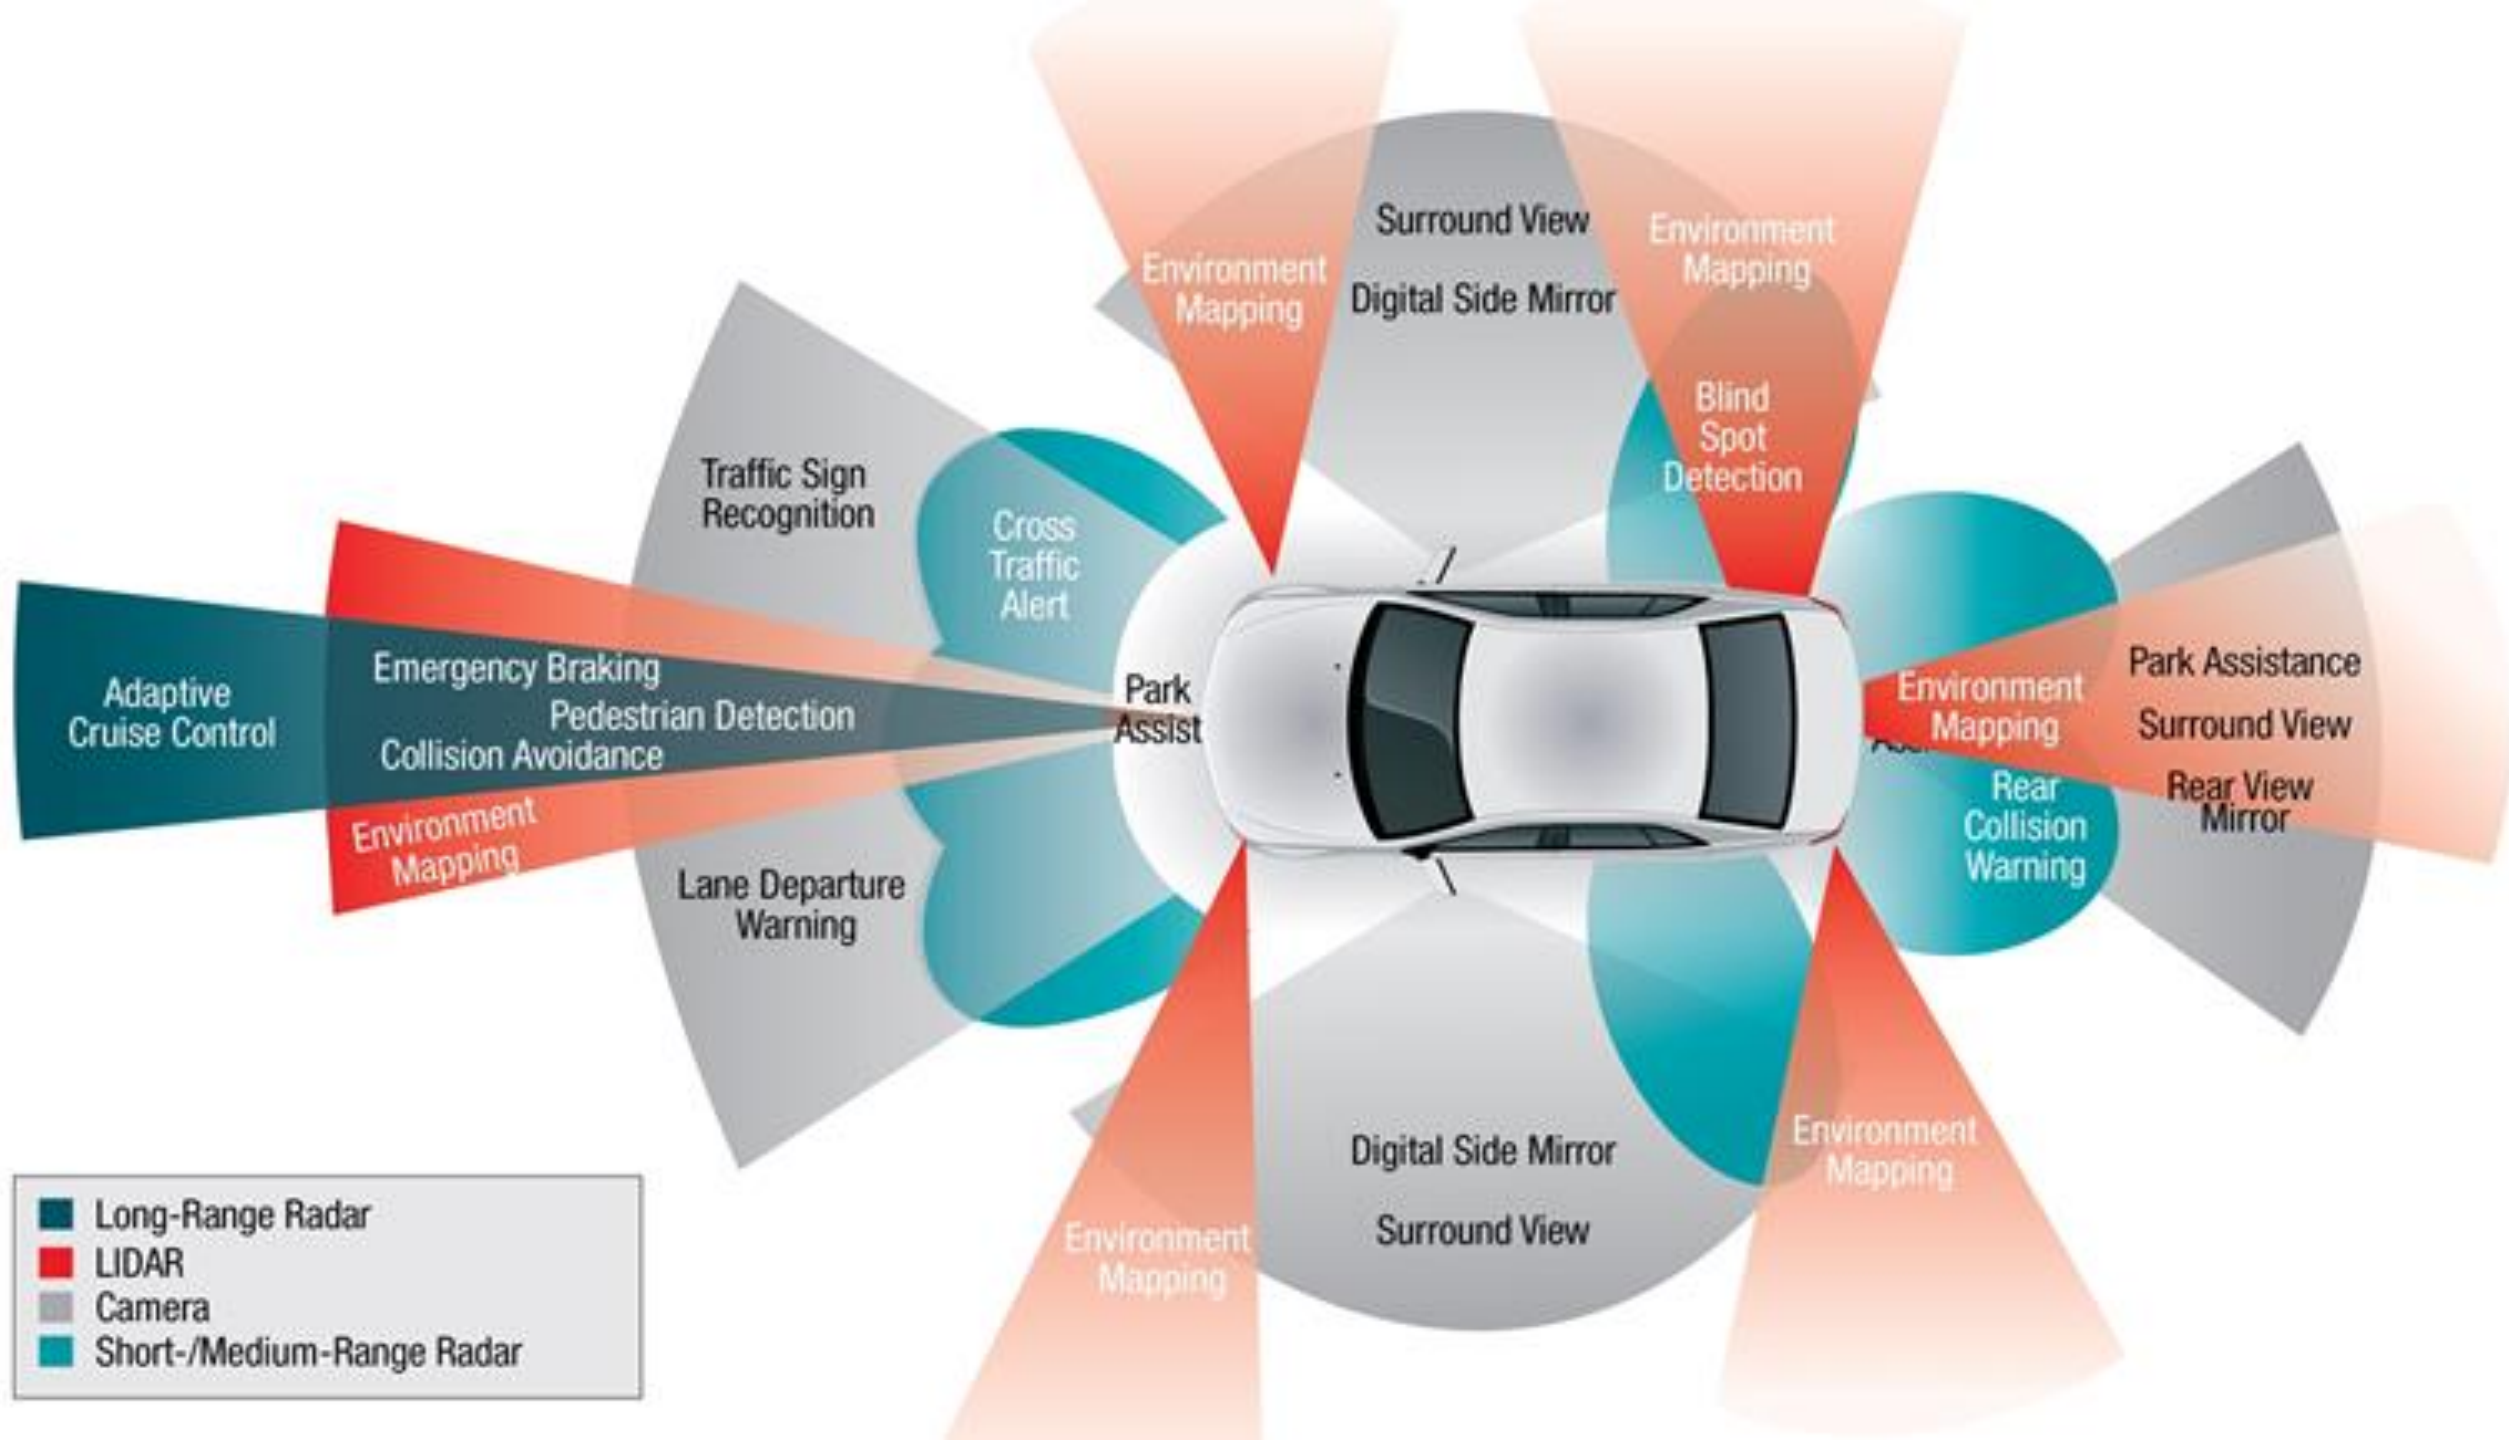 Surround View
Digital Side Mirror
Environment
Mapping
Environment
Mapping
Blind
Spot
Detection
Traffic Sign
Recognition
Cross
Traffic
Alert
Adaptive
Cruise Control
Emergency Braking
Pedestrian Detection
Collision Avoidance
Environment
Mapping
Lane Departure
Warning
Park
Assist
Environment
Mapping
Park Assistance
Surround View
Rear View
Mirror
Rear
Collision
Warning
Environment
Mapping
Digital Side Mirror
Surround View
Environment
Mapping
Long-Range Radar
LIDAR
Camera
Short-/Medium-Range Radar